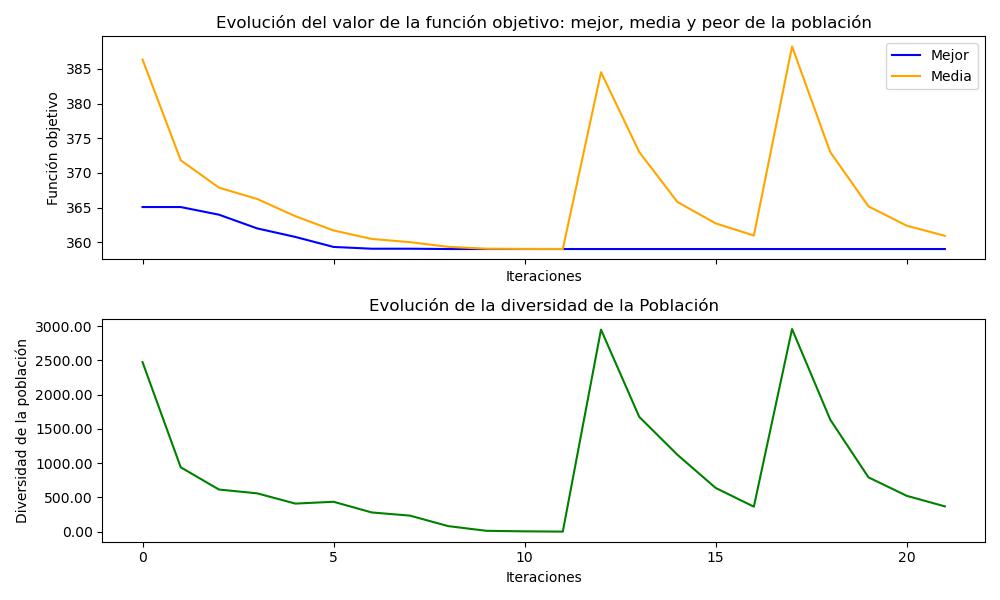 Evolución del valor de la función objetivo: mejor, media y peor de la población
Función objetivo
385
380
375
370
365
360
Mejor
Media
Iteraciones
Evolución de la diversidad de la Población
Diversidad de la población
3000.00
2500.00
2000.00
1500.00
1000.00
500.00
0.00
0 5 10 15 20
Iteraciones